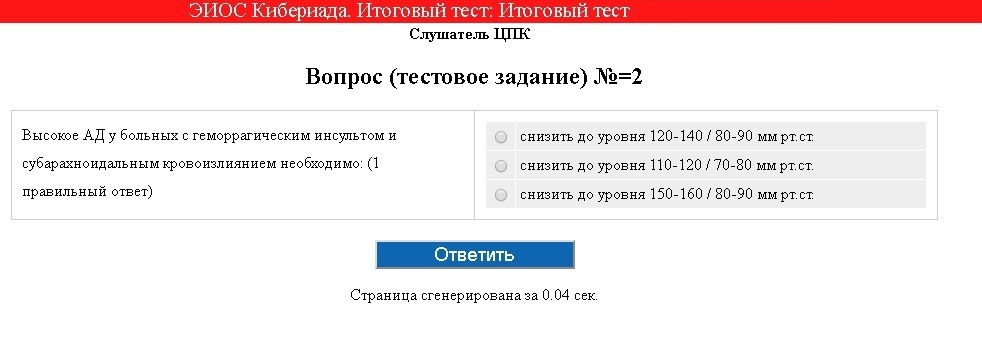 ЭИОС Кибериада. Итоговый тест: Итоговый тест
Слушатель ЦПК
Вопрос (тестовое задание) №=2
Высокое АД у больных с геморрагическим инсультом и
субарахноидальным кровоизлиянием необходимо: (1
правильный ответ)
снизить до уровня 120-140 / 80-90 мм рт.ст.
снизить до уровня 110-120 / 70-80 мм рт.ст.
снизить до уровня 150-160 / 80-90 мм рт.ст.
Ответить
Страница сгенерирована за 0.04 сек.